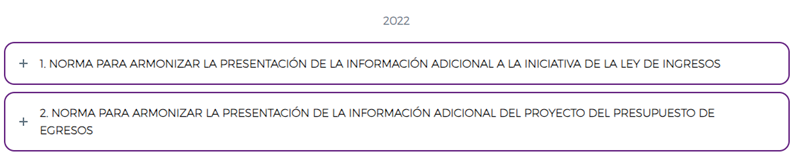 2022
1. NORMA PARA ARMONIZAR LA PRESENTACIÓN DE LA INFORMACIÓN ADICIONAL A LA INICIATIVA DE LA LEY DE INGRESOS
2. NORMA PARA ARMONIZAR LA PRESENTACIÓN DE LA INFORMACIÓN ADICIONAL DEL PROYECTO DEL PRESUPUESTO DE
EGRESOS